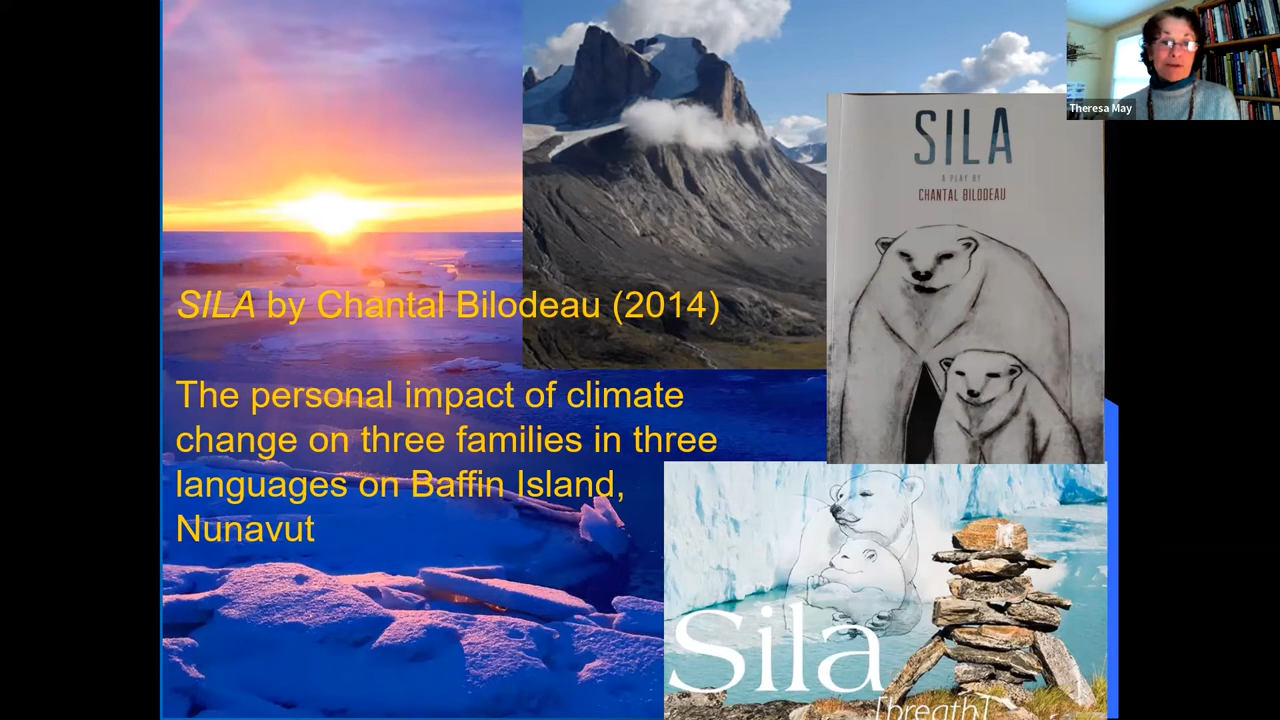 Theresa May
SILA
A PLAY BY
CHANTAL BILODEAU
SILA by Chantal Bilodeau (2014)
The personal impact of climate
change on three families in three
languages on Baffin Island,
Nunavut
Sila
[breath]